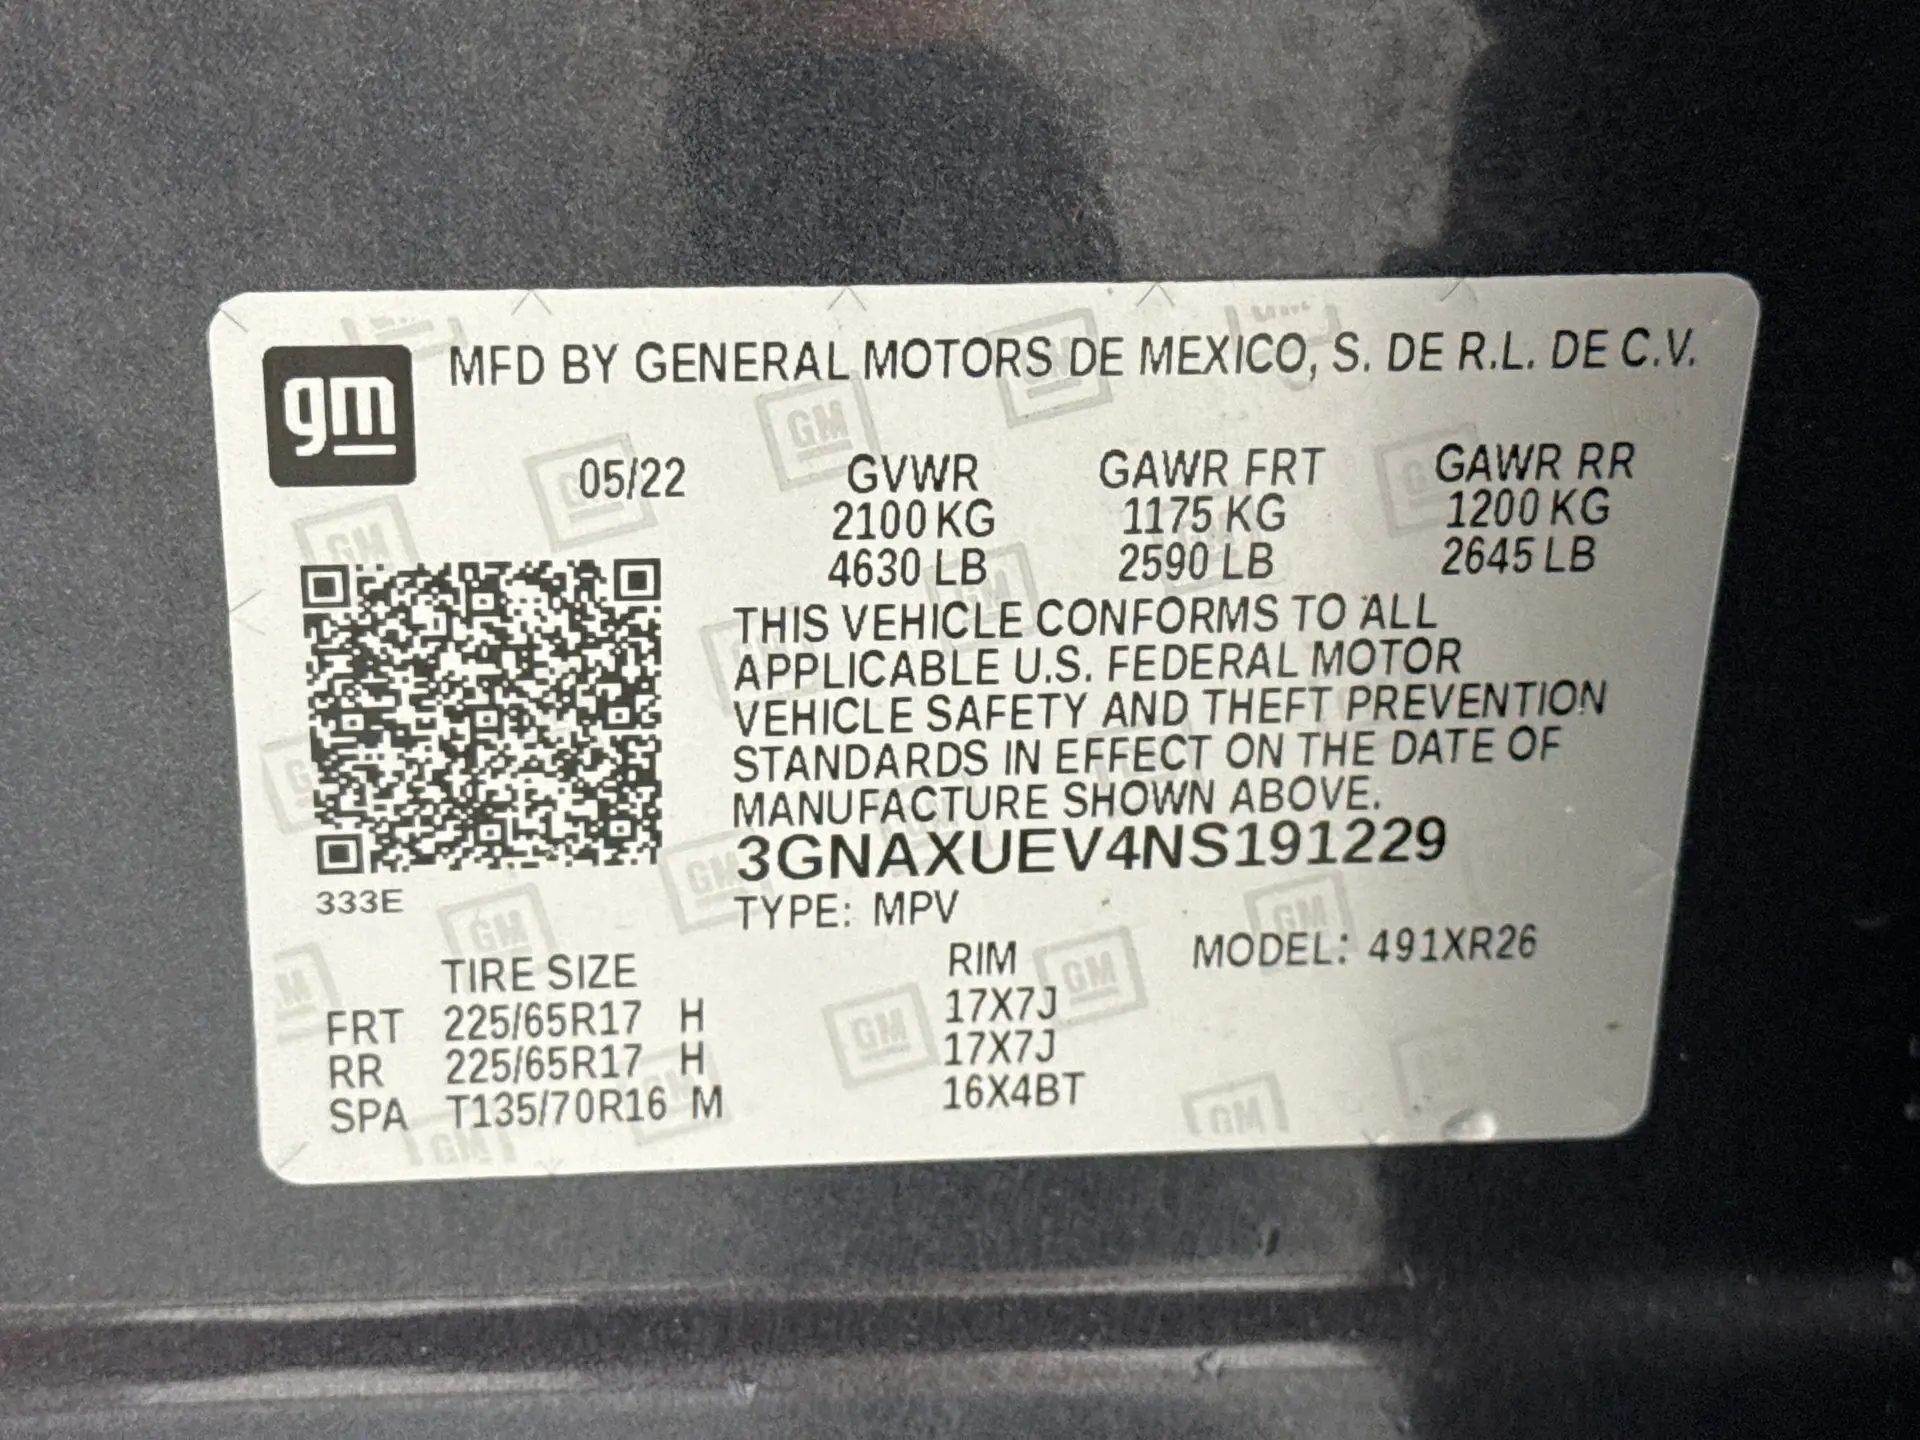 gm
MFD BY GENERAL MOTORS DE MEXICO, S. DE R.L. DE C.V.
05/22 GVWR GAWR FRT GAWR RR
2100 KG 1175 KG 1200 KG
4630 LB 2590 LB 2645 LB
THIS VEHICLE CONFORMS TO ALL
APPLICABLE U.S. FEDERAL MOTOR
VEHICLE SAFETY AND THEFT PREVENTION
STANDARDS IN EFFECT ON THE DATE OF
MANUFACTURE SHOWN ABOVE.
3GNAXUEV4NS191229
333E
TYPE: MPV
TIRE SIZE RIM MODEL: 491XR26
FRT 225/65R17 H 17X7J
RR 225/65R17 H 17X7J
SPA T135/70R16 M 16X4BT